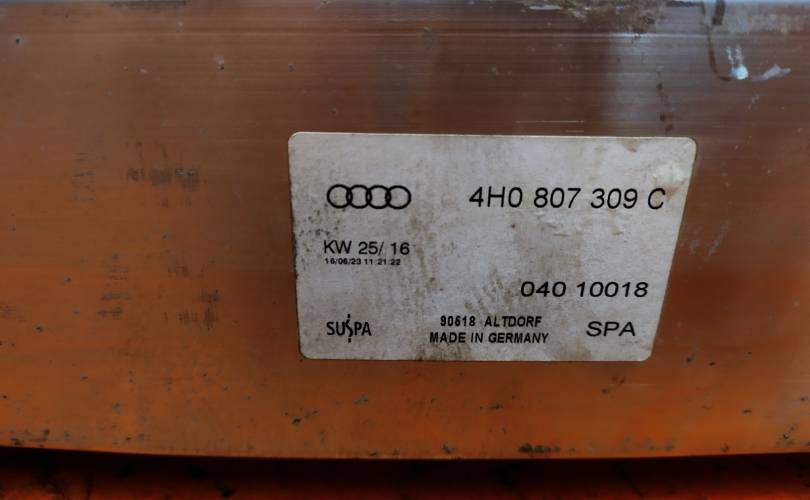 4H0 807 309 C
KW 25/ 16
16/06/23 11:21:22
040 10018
SUSPA
90518 ALTDORF
MADE IN GERMANY
SPA